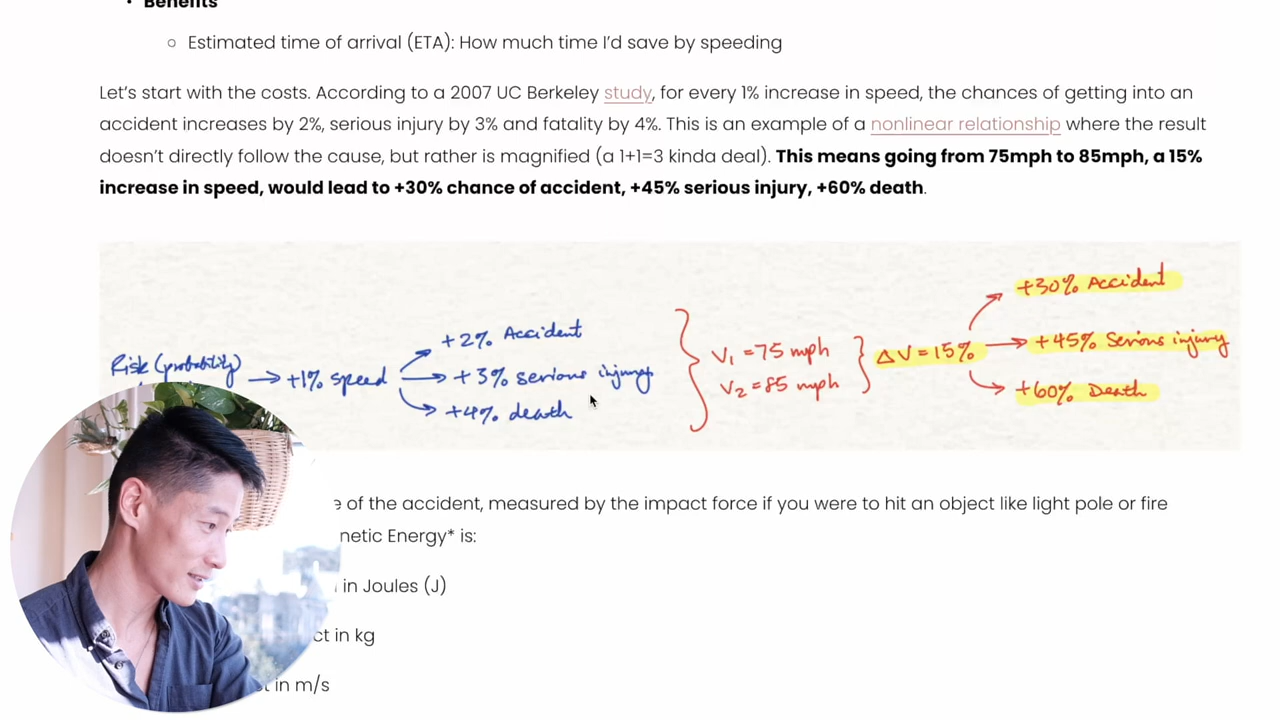 • Benefits
○ Estimated time of arrival (ETA): How much time I'd save by speeding
Let's start with the costs. According to a 2007 UC Berkeley study, for every 1% increase in speed, the chances of getting into an
accident increases by 2%, serious injury by 3% and fatality by 4%. This is an example of a nonlinear relationship where the result
doesn't directly follow the cause, but rather is magnified (a 1+1=3 kinda deal). This means going from 75mph to 85mph, a 15%
increase in speed, would lead to +30% chance of accident, +45% serious injury, +60% death.
Risk (probability)
→ +1% speed
+2% Accident
+3% serious injury
+4% death
V₁ = 75 mph
V₂ = 85 mph
ΔV = 15%
+30% Accident
+45% Serious injury
+60% Death
of the accident, measured by the impact force if you were to hit an object like light pole or fire
Energy* is:
in Joules (J)
in kg
in m/s